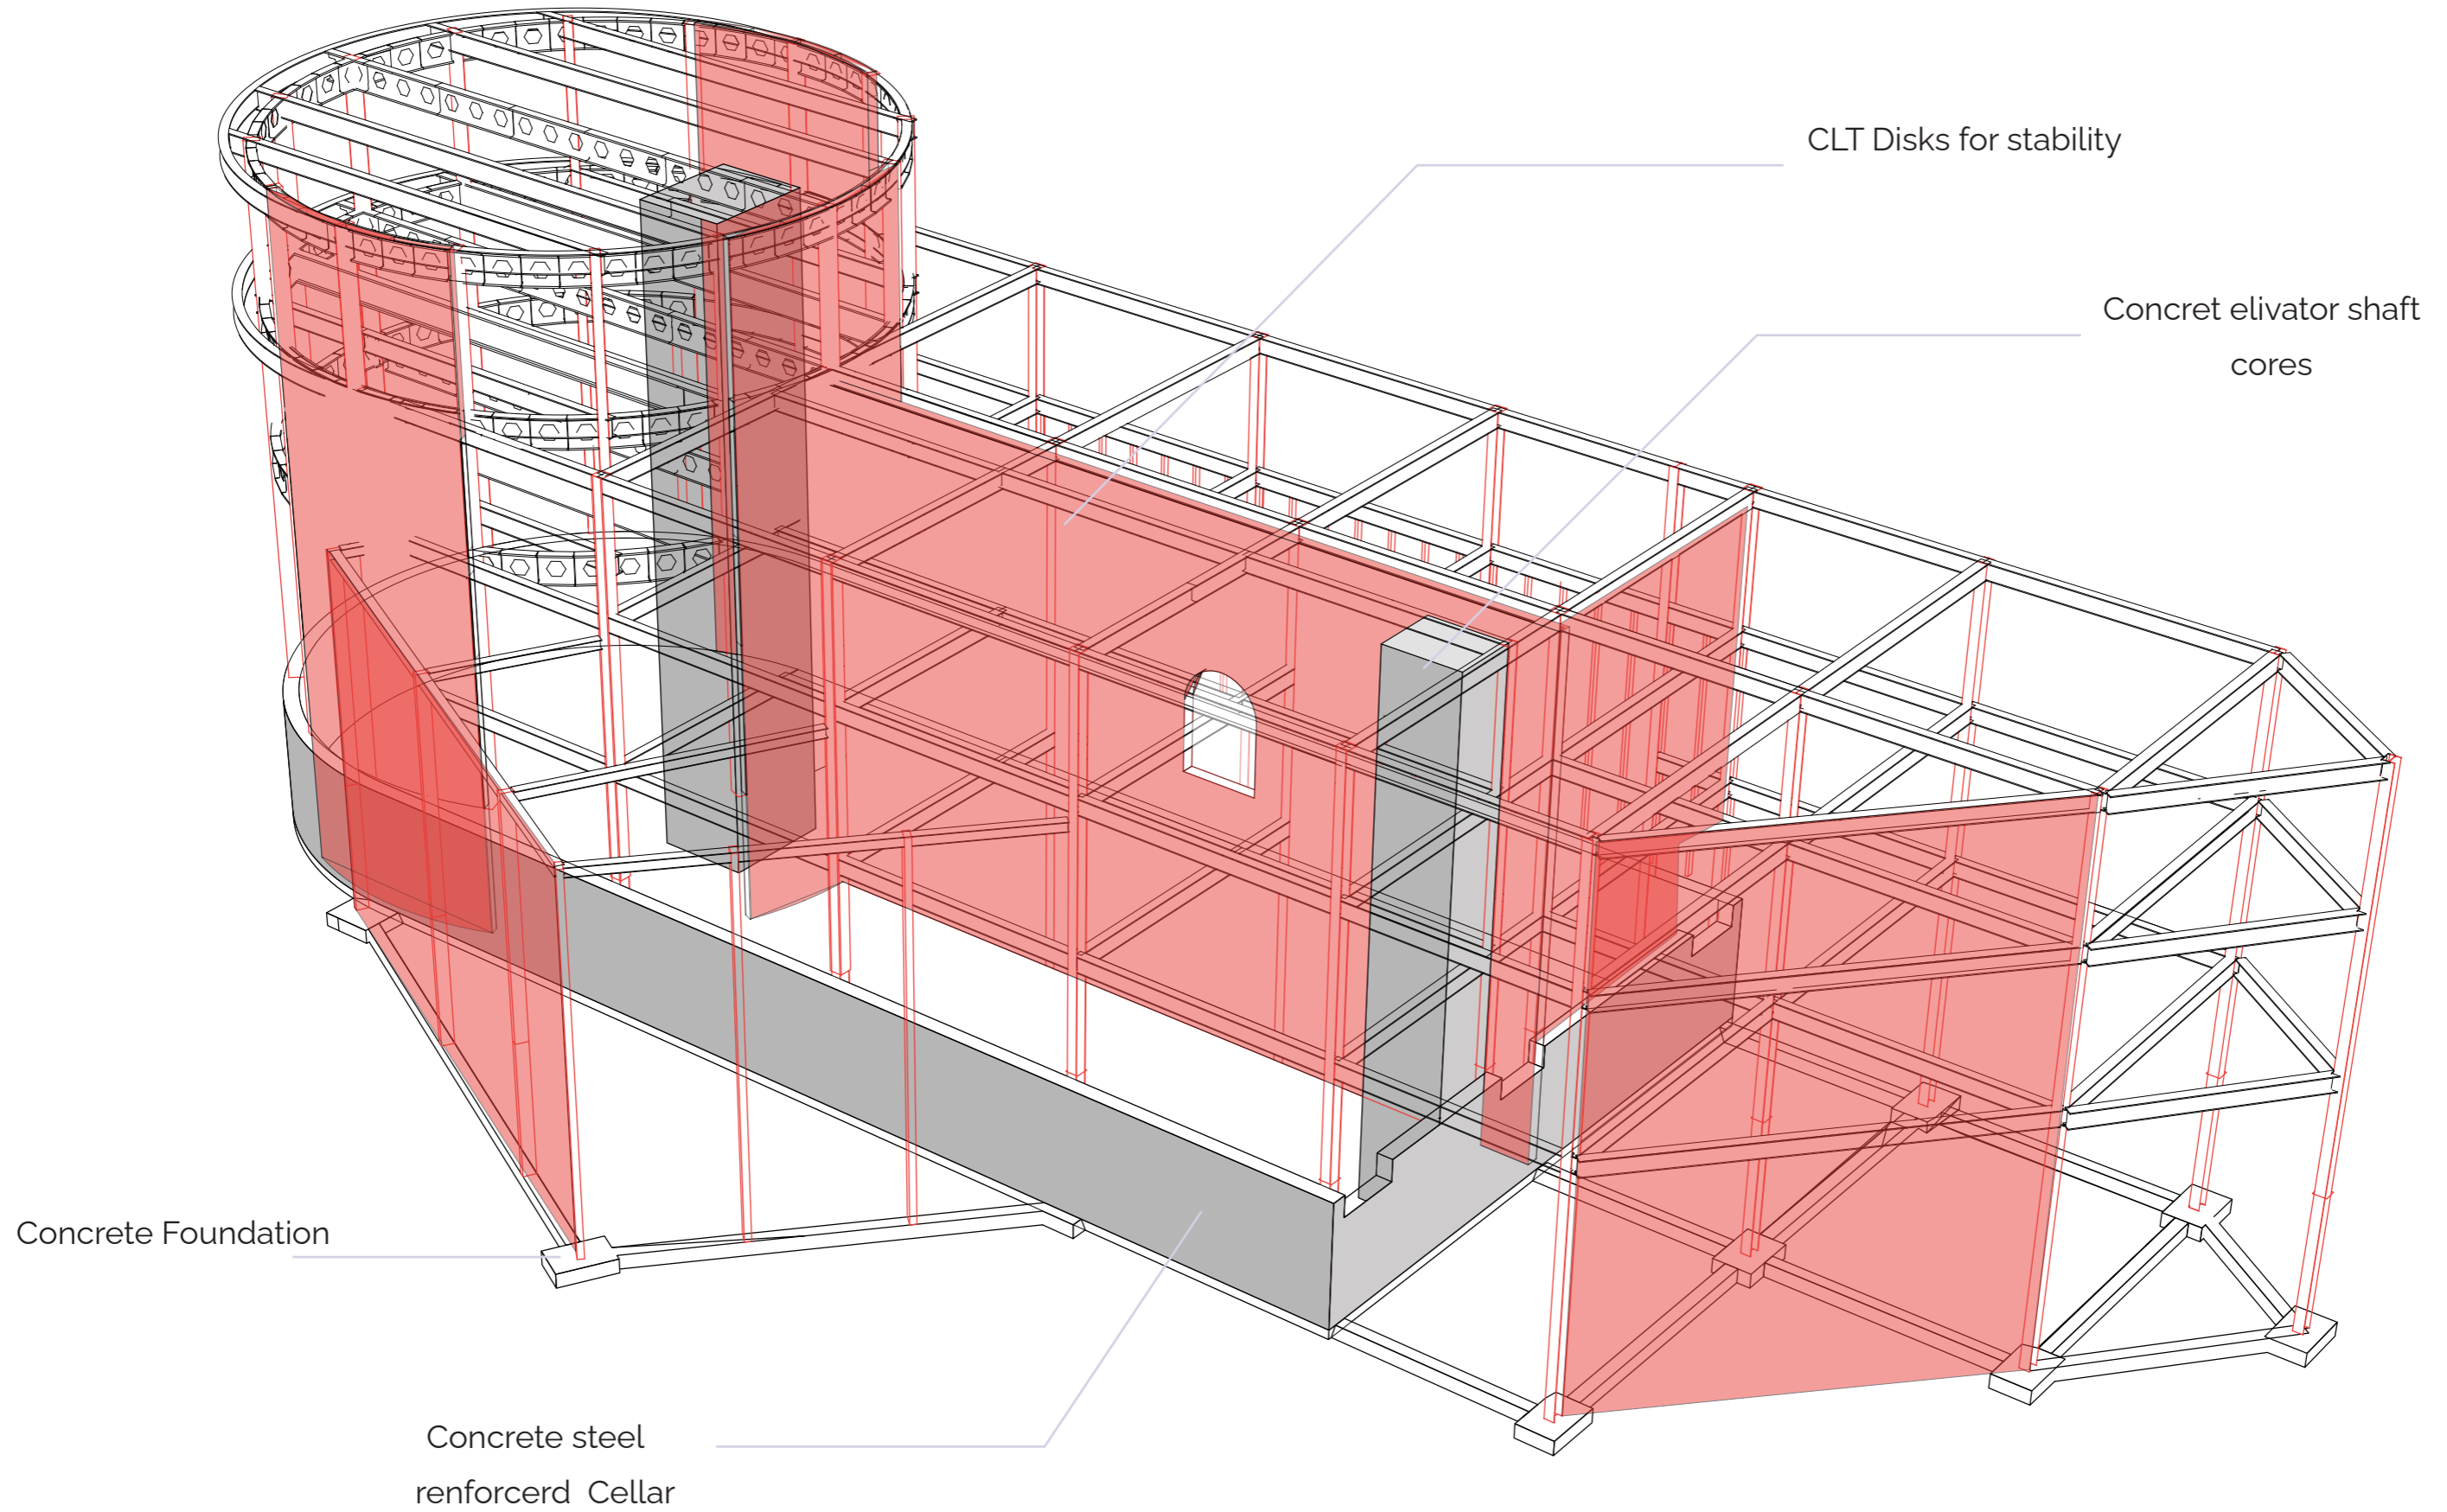 CLT Disks for stability
Concret elivator shaft
cores
Concrete Foundation
Concrete steel
renforcerd Cellar